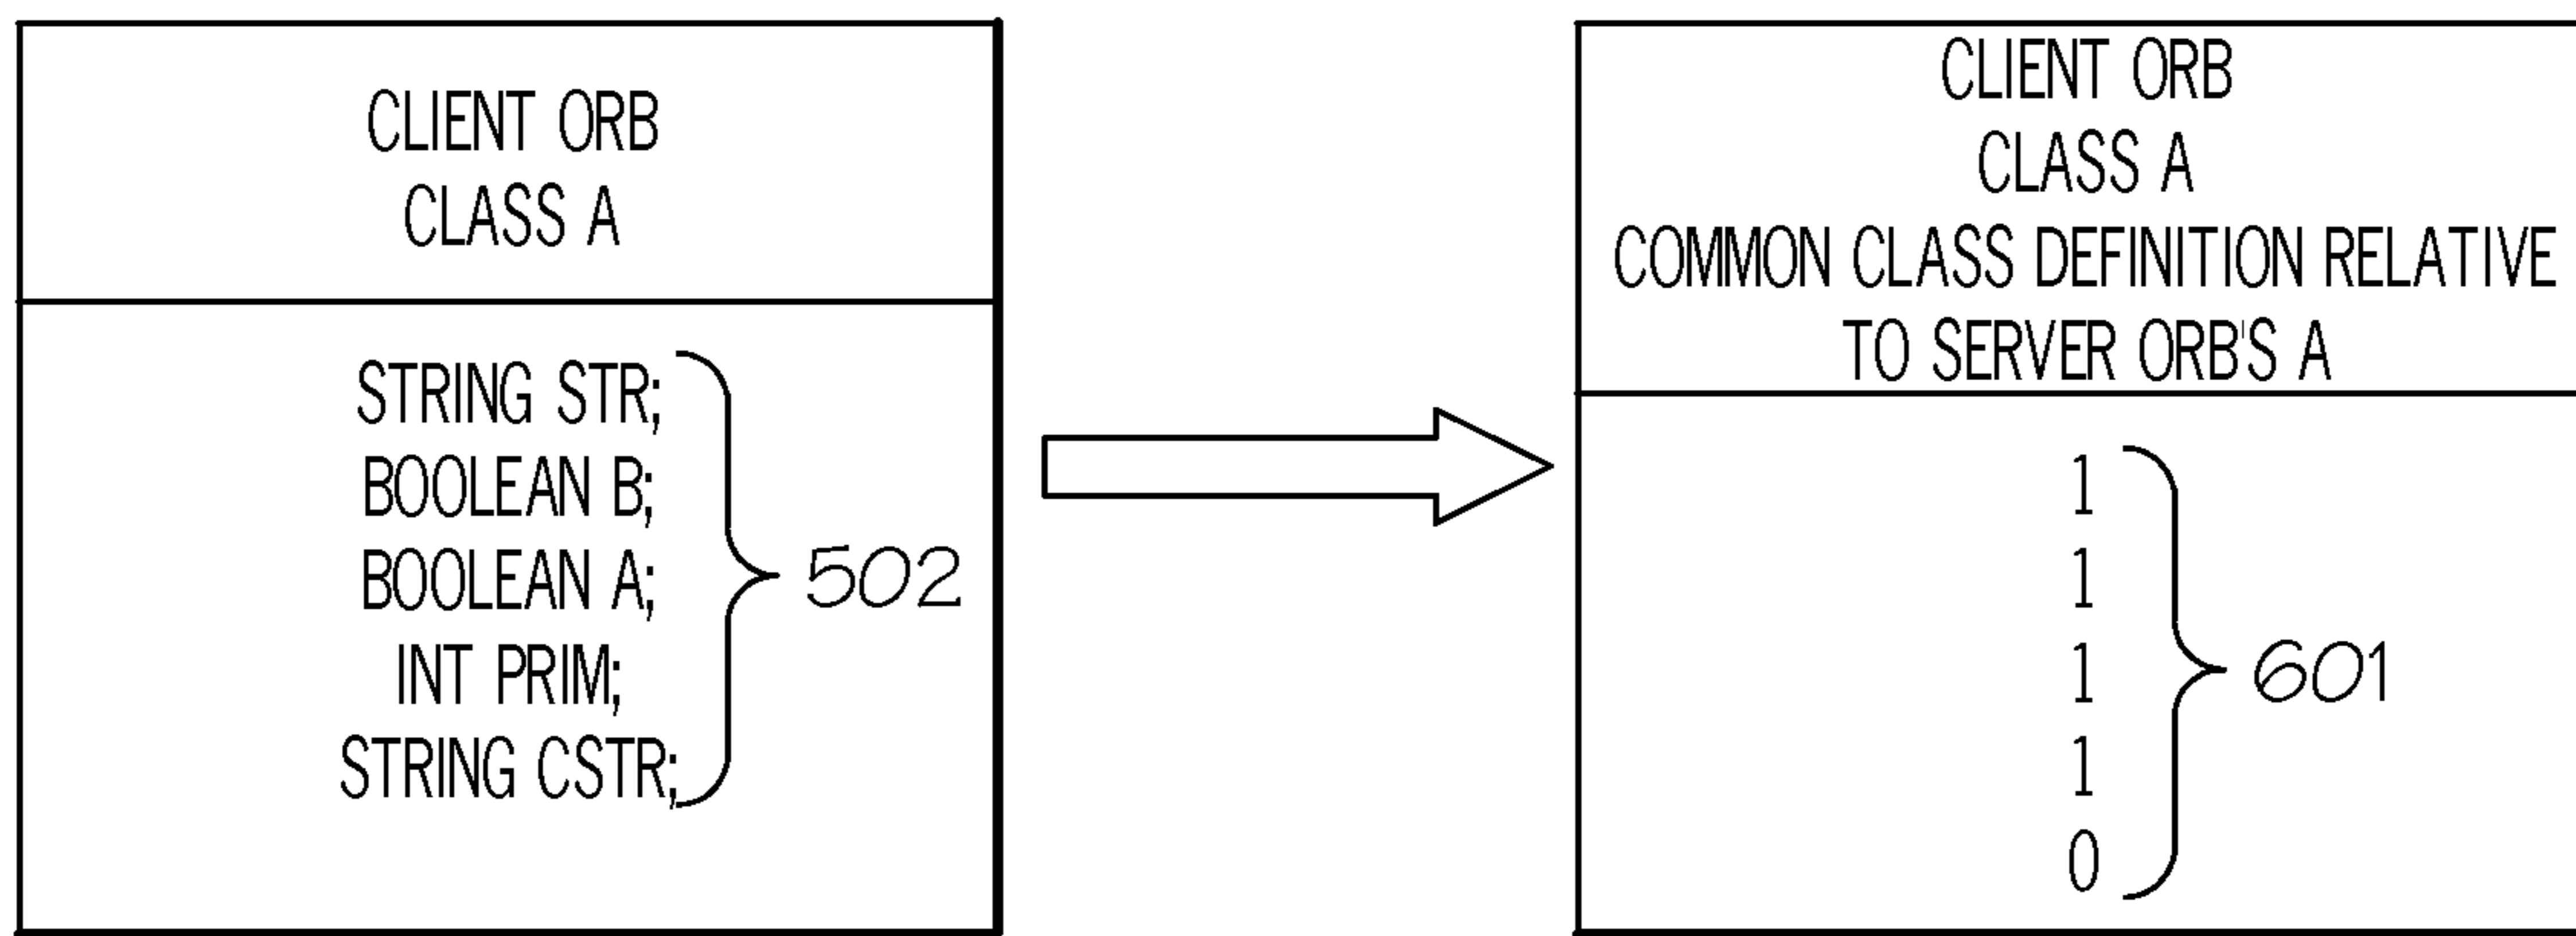 CLIENT ORB
CLASS A
STRING STR;
BOOLEAN B;
BOOLEAN A;
INT PRIM;
STRING CSTR;
502
CLIENT ORB
CLASS A
COMMON CLASS DEFINITION RELATIVE
TO SERVER ORB'S A
1
1
1
1
0
601